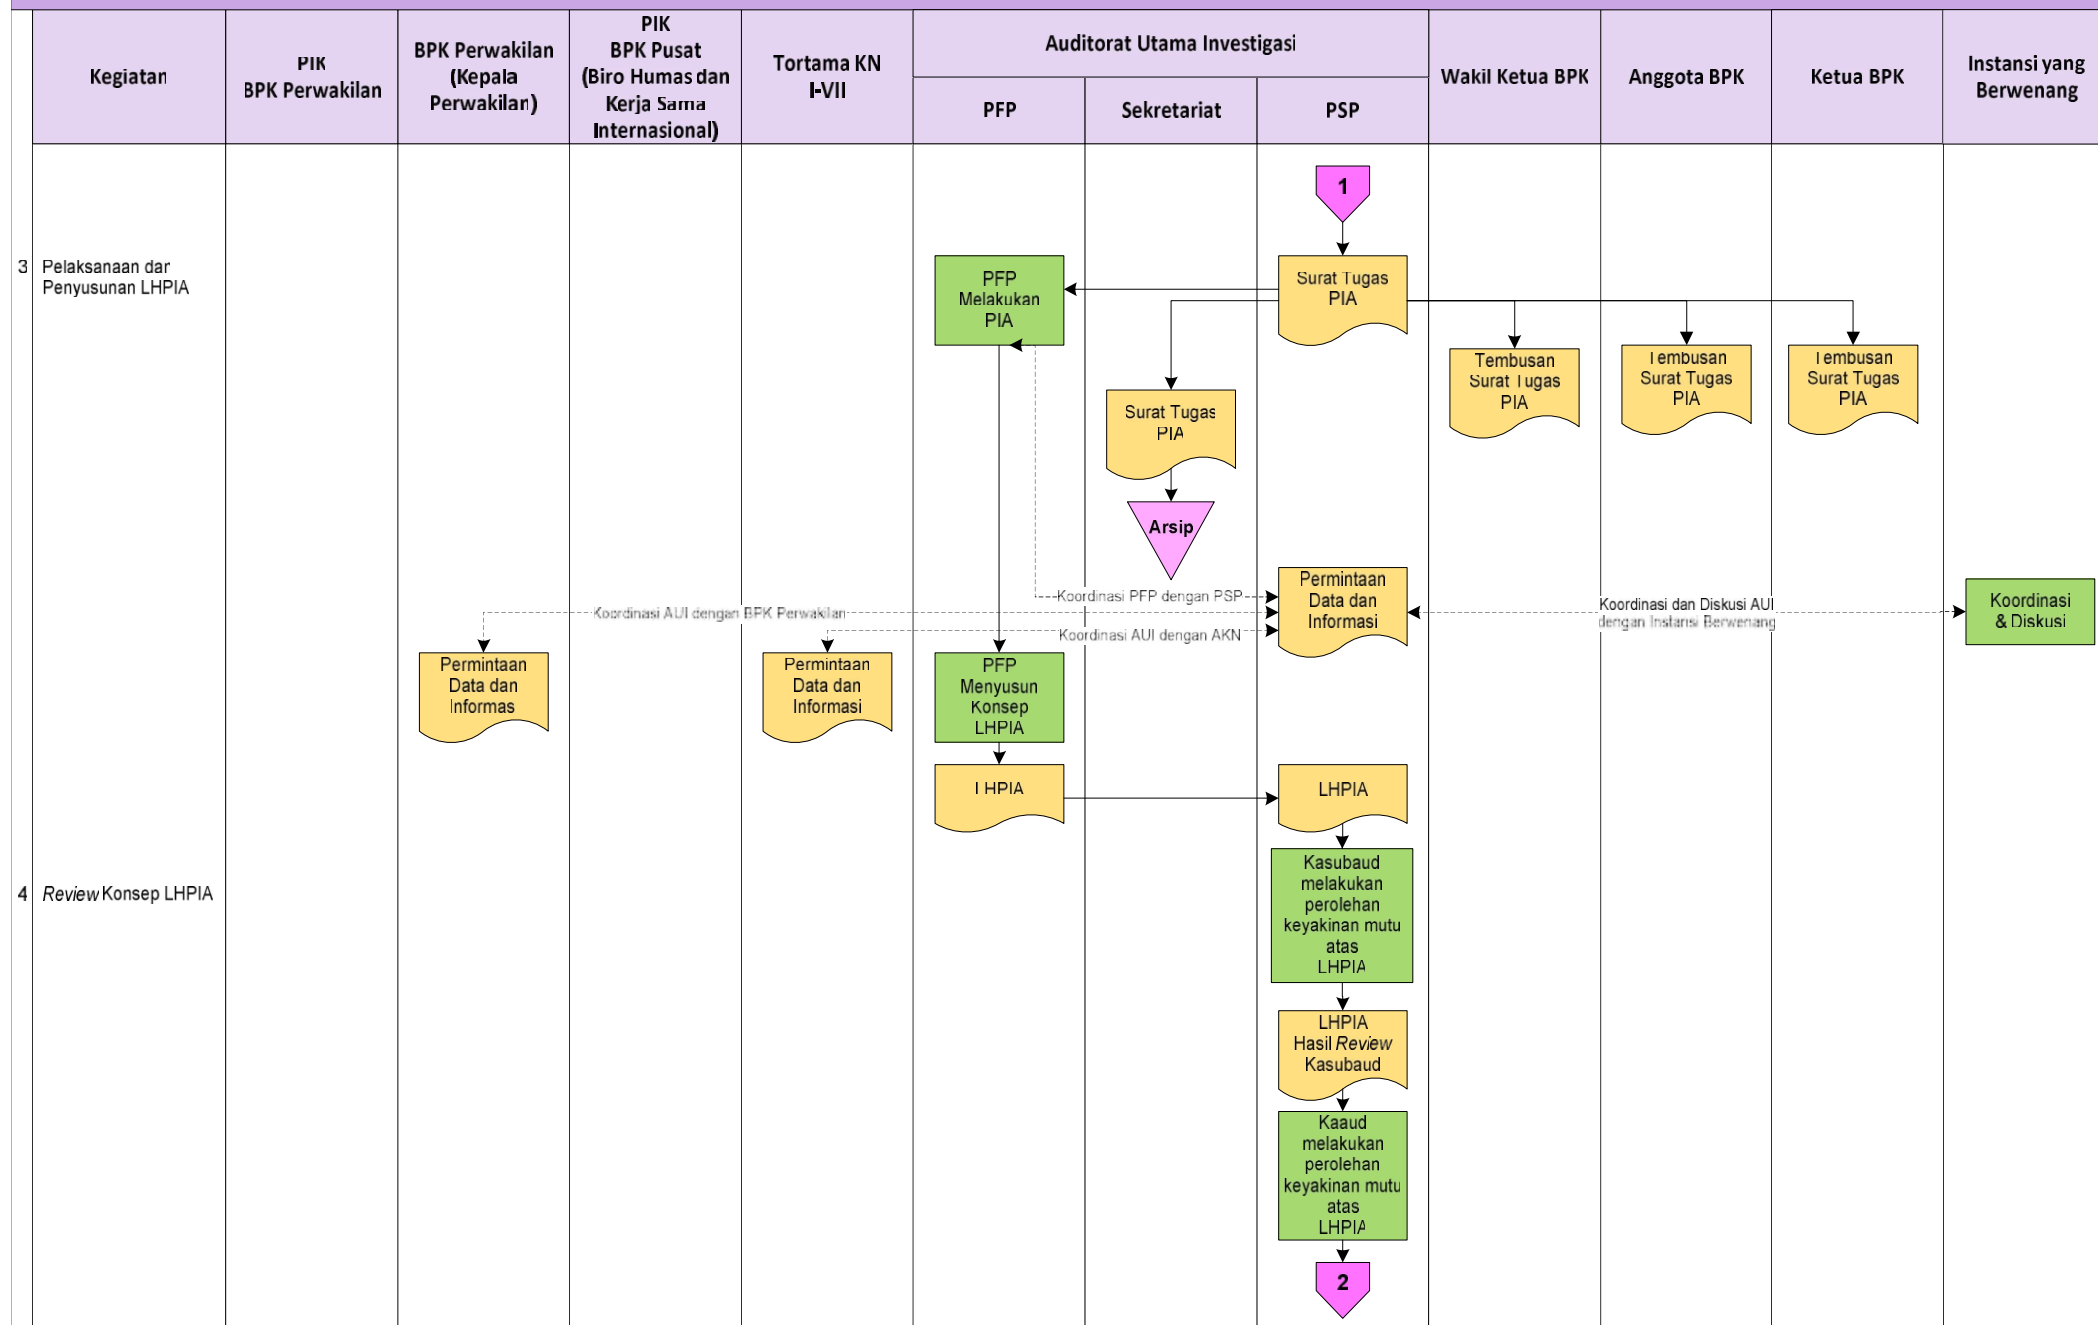 Kegiatan
PIK
BPK Perwakilan
BPK Perwakilan
(Kepala
Perwakilan)
PIK
BPK Pusat
(Biro Humas dan
Kerja Sama
Internasional)
Tortama KN
I-VII
Auditorat Utama Investigasi
PFP
Sekretariat
PSP
Wakil Ketua BPK
Anggota BPK
Ketua BPK
Instansi yang
Berwenang
1
3
Pelaksanaan dan
Penyusunan LHPIA
PFP
Melakukan
PIA
Surat Tugas
PIA
Tembusan
Surat Tugas
PIA
Tembusan
Surat Tugas
PIA
Tembusan
Surat Tugas
PIA
Surat Tugas
PIA
Arsip
Koordinasi PFP dengan PSP
Koordinasi AUI dengan BPK Perwakilan
Koordinasi AUI dengan AKN
Permintaan
Data dan
Informasi
Koordinasi dan Diskusi AUI
dengan Instansi Berwenang
Koordinasi
& Diskusi
Permintaan
Data dan
Informas
Permintaan
Data dan
Informasi
PFP
Menyusun
Konsep
LHPIA
LHPIA
LHPIA
4
Review Konsep LHPIA
Kasubaud
melakukan
perolehan
keyakinan mutu
atas
LHPIA
LHPIA
Hasil Review
Kasubaud
Kaaud
melakukan
perolehan
keyakinan mutu
atas
LHPIA
2